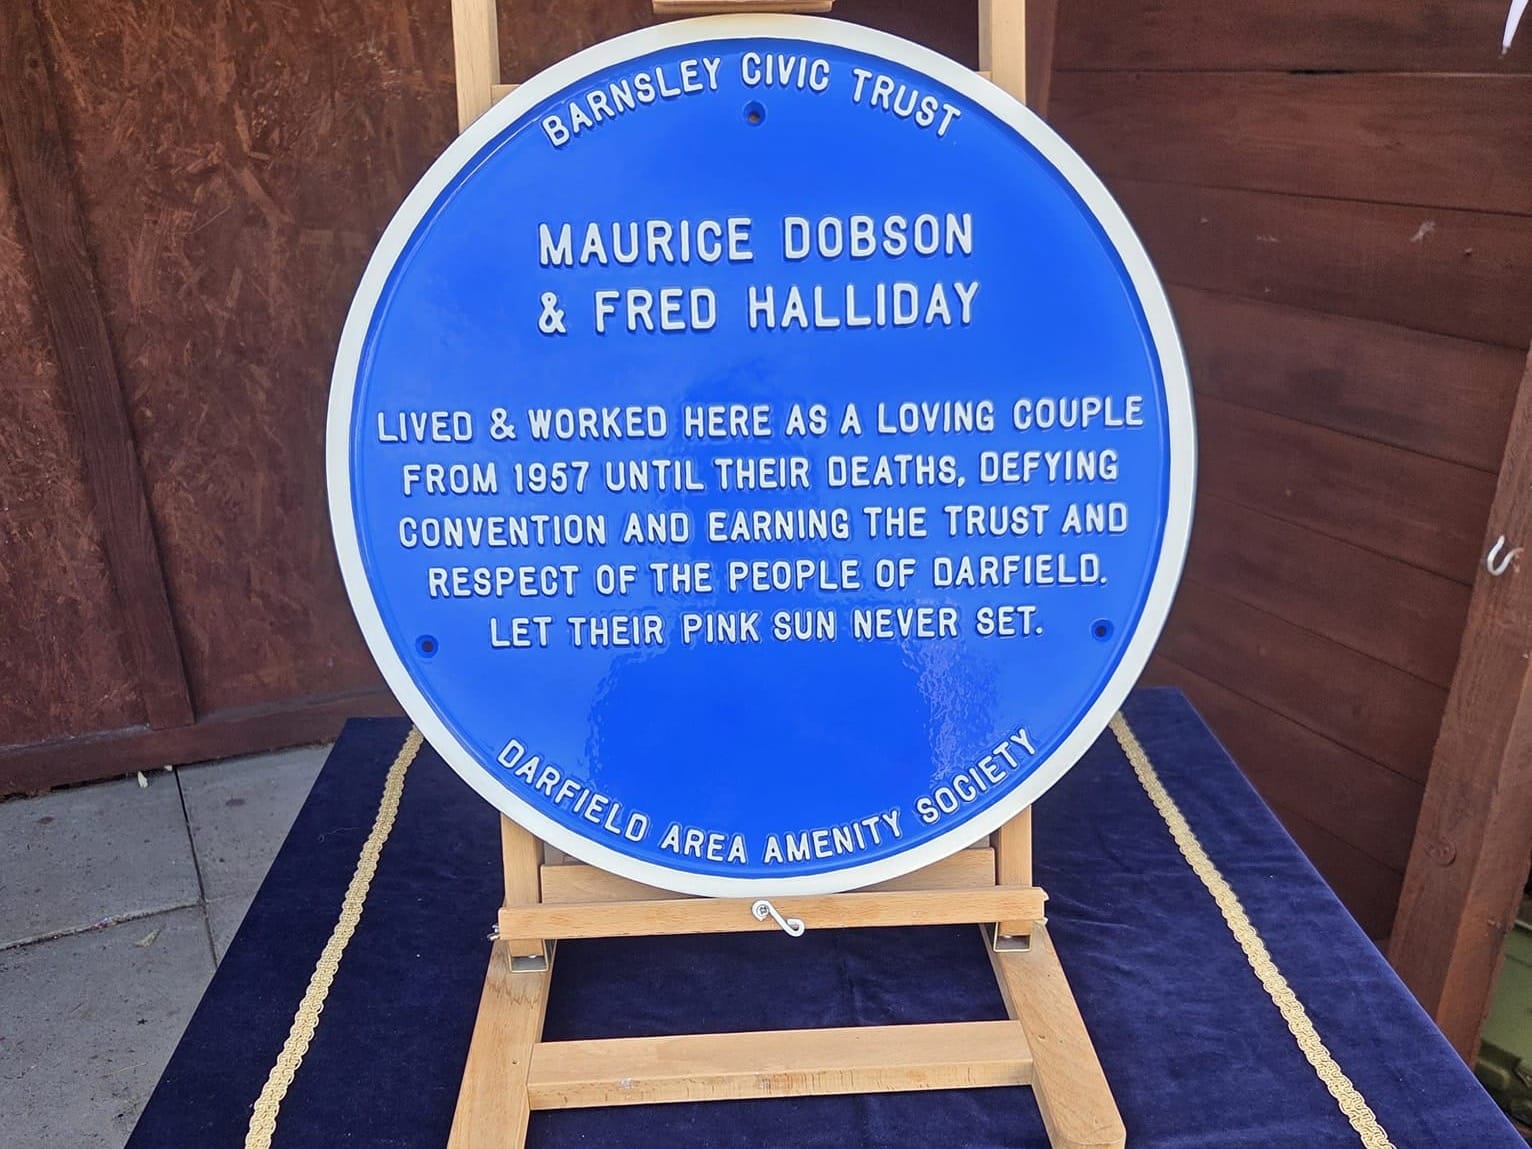 BARNSLEY CIVIC TRUST
MAURICE DOBSON
& FRED HALLIDAY
LIVED & WORKED HERE AS A LOVING COUPLE
FROM 1957 UNTIL THEIR DEATHS, DEFYING
CONVENTION AND EARNING THE TRUST AND
RESPECT OF THE PEOPLE OF DARFIELD.
LET THEIR PINK SUN NEVER SET.
DARFIELD AREA AMENITY SOCIETY